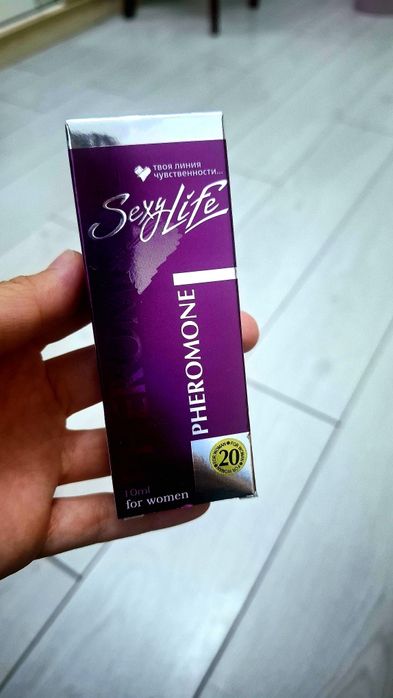 твоя линия
чувственности...
SexyLife
PHEROMONE
20
10ml
for women